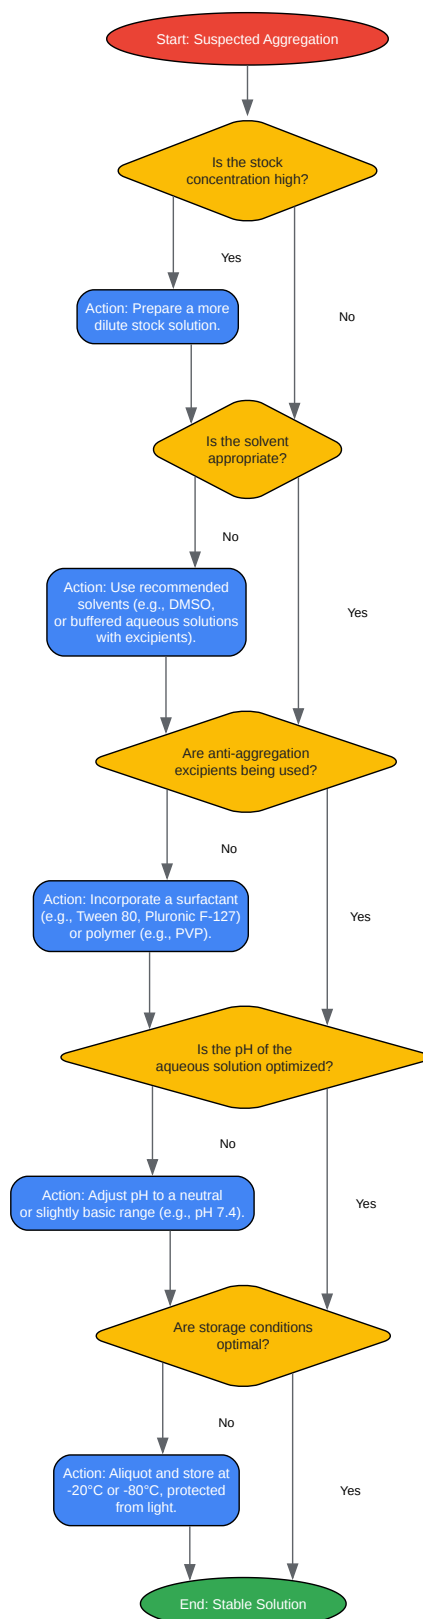 Start: Suspected Aggregation
Is the stock
concentration high?
Yes
Action: Prepare a more
dilute stock solution.
No
Is the solvent
appropriate?
No
Action: Use recommended
solvents (e.g., DMSO,
or buffered aqueous solutions
with excipients).
Yes
Are anti-aggregation
excipients being used?
No
Action: Incorporate a surfactant
(e.g., Tween 80, Pluronic F-127)
or polymer (e.g., PVP).
Yes
Is the pH of the
aqueous solution optimized?
No
Action: Adjust pH to a neutral
or slightly basic range (e.g., pH 7.4).
Yes
Are storage conditions
optimal?
No
Action: Aliquot and store at
-20°C or -80°C, protected
from light.
Yes
End: Stable Solution